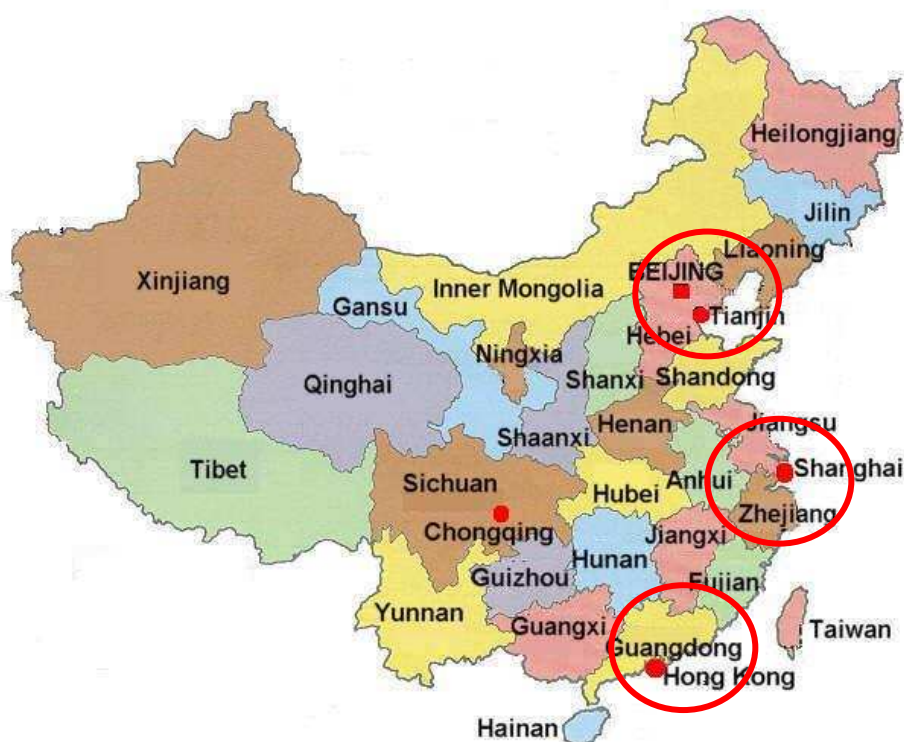 Heilongjiang
Jilin
Liaoning
BEIJING
Xinjiang
Inner Mongolia
Gansu
Tianjin
Hebei
Ningxia
Qinghai
Shanxi
Shandong
Jiangsu
Henan
Shaanxi
Tibet
Shanghai
Anhui
Sichuan
Hubei
Zhejiang
Chongqing
Jiangxi
Hunan
Guizhou
Fujian
Yunnan
Guangxi
Taiwan
Guangdong
Hong Kong
Hainan